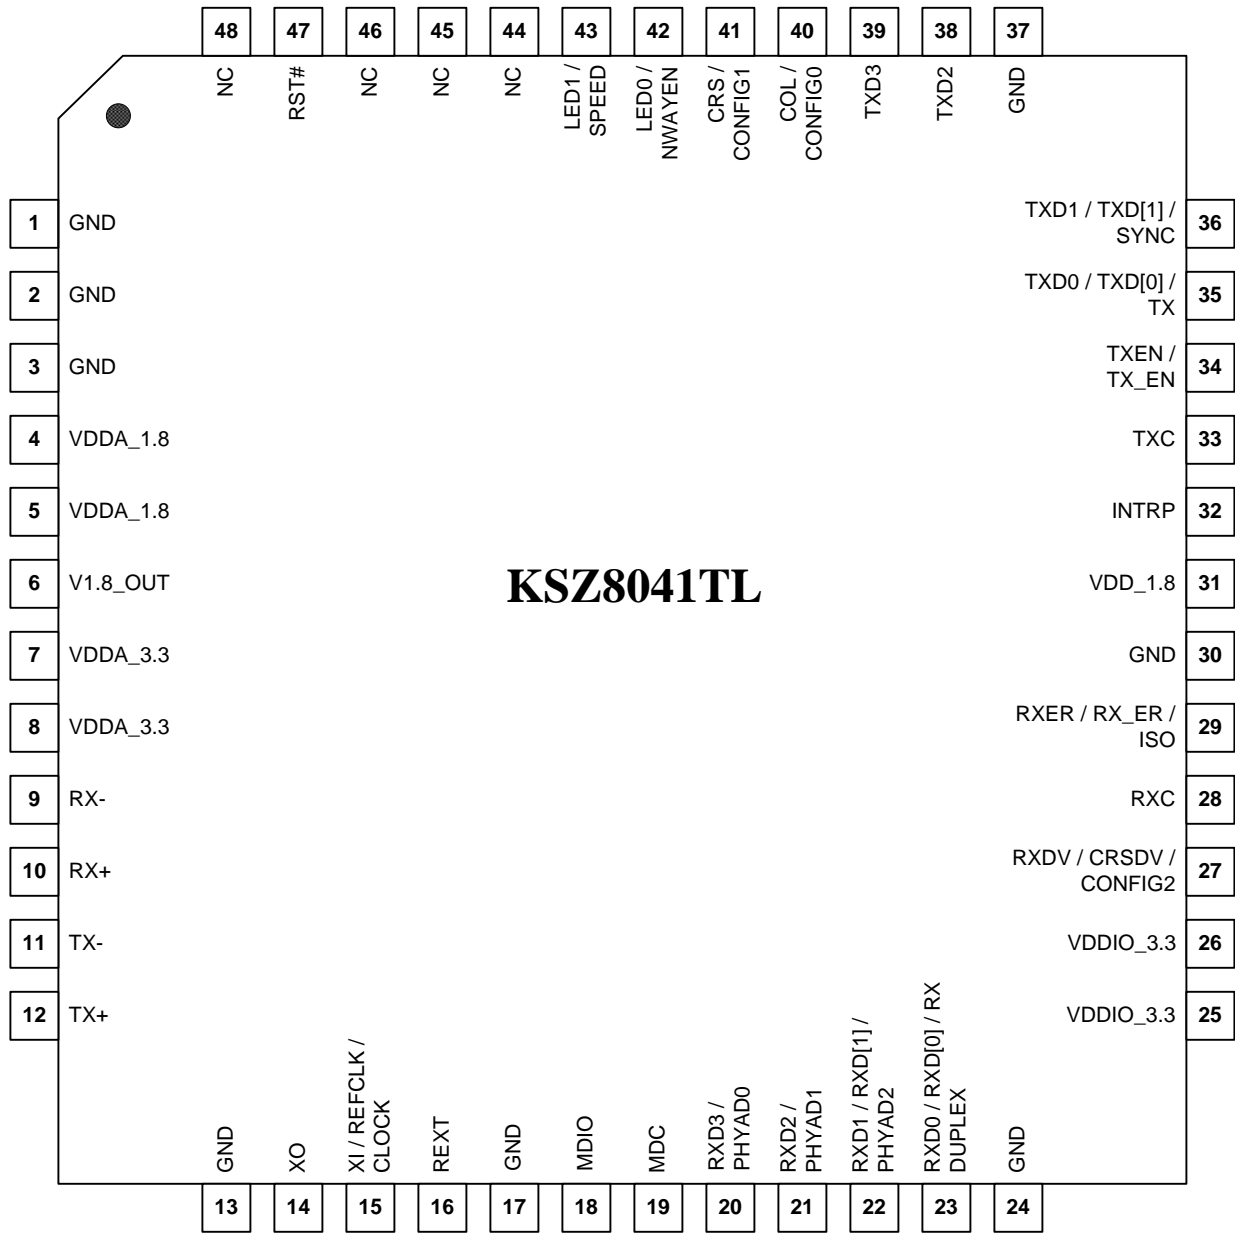 48 47 46 45 44 43 42 41 40 39 38 37
NC
RST#
NC
NC
NC
LED1 /
SPEED
LED0 /
NWAYEN
CRS /
CONFIG1
COL /
CONFIG0
TXD3
TXD2
GND
1 GND
2 GND
3 GND
4 VDDA_1.8
5 VDDA_1.8
6 V1.8_OUT
7 VDDA_3.3
8 VDDA_3.3
9 RX-
10 RX+
11 TX-
12 TX+
KSZ8041TL
TXD1 / TXD[1] /
SYNC 36
TXD0 / TXD[0] /
TX 35
TXEN /
TX_EN 34
TXC 33
INTRP 32
VDD_1.8 31
GND 30
RXER / RX_ER /
ISO 29
RXC 28
RXDV / CRSDV /
CONFIG2 27
VDDIO_3.3 26
VDDIO_3.3 25
GND
XO
XI / REFCLK /
CLOCK
REXT
GND
MDIO
MDC
RXD3 /
PHYAD0
RXD2 /
PHYAD1
RXD1 / RXD[1] /
PHYAD2
RXD0 / RXD[0] / RX
DUPLEX
GND
13 14 15 16 17 18 19 20 21 22 23 24